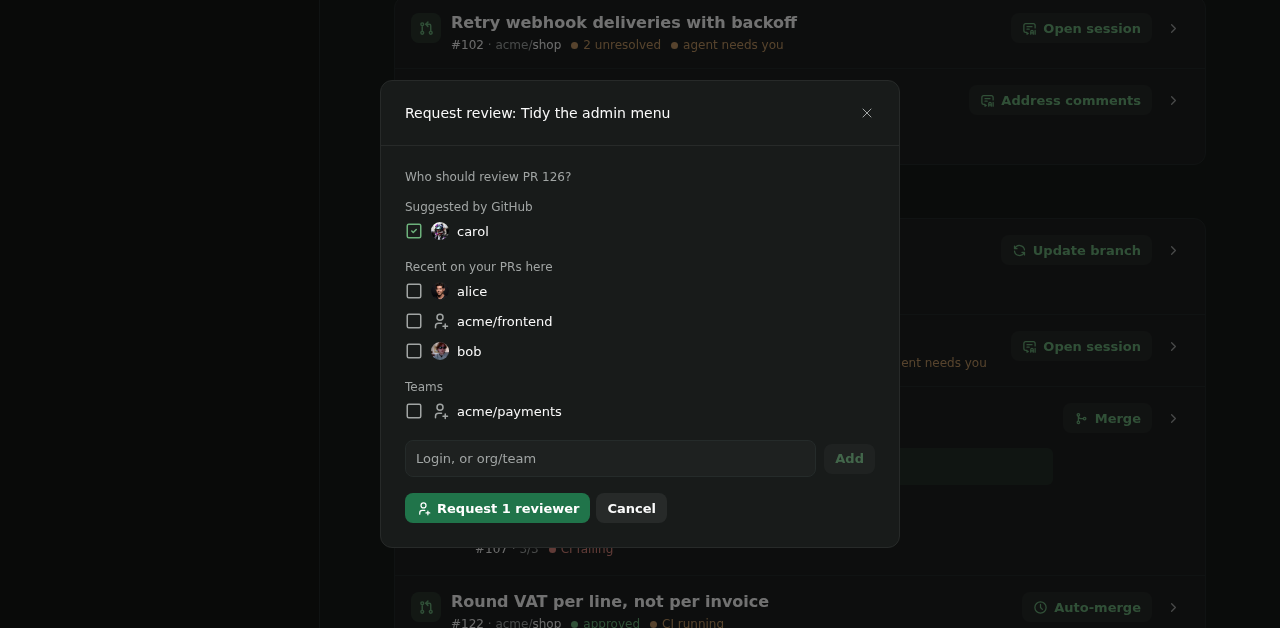 Retry webhook deliveries with backoff
#102 · acme/shop 2 unresolved agent needs you
Open session
Address comments
Request review: Tidy the admin menu
Who should review PR 126?
Suggested by GitHub
carol
Recent on your PRs here
alice
acme/frontend
bob
Teams
acme/payments
Login, or org/team
Add
Request 1 reviewer
Cancel
Update branch
Open session
ent needs you
Merge
#107 · 3/3 CI failing
Round VAT per line, not per invoice
#122 · acme/shop approved CI running
Auto-merge